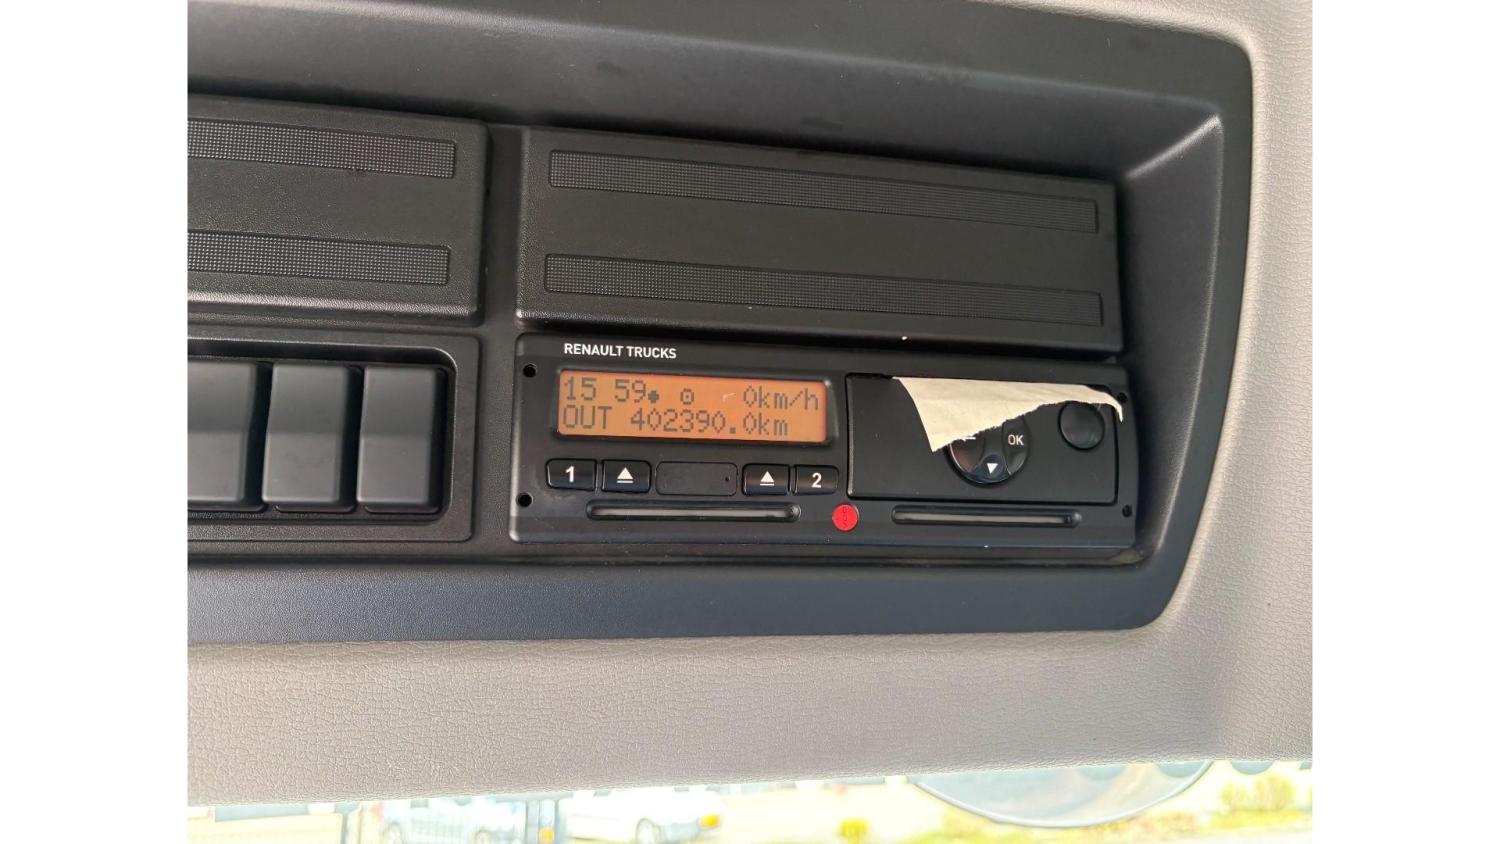 RENAULT TRUCKS
15 59 0km/h
OUT 402390.0km
1 2
OK